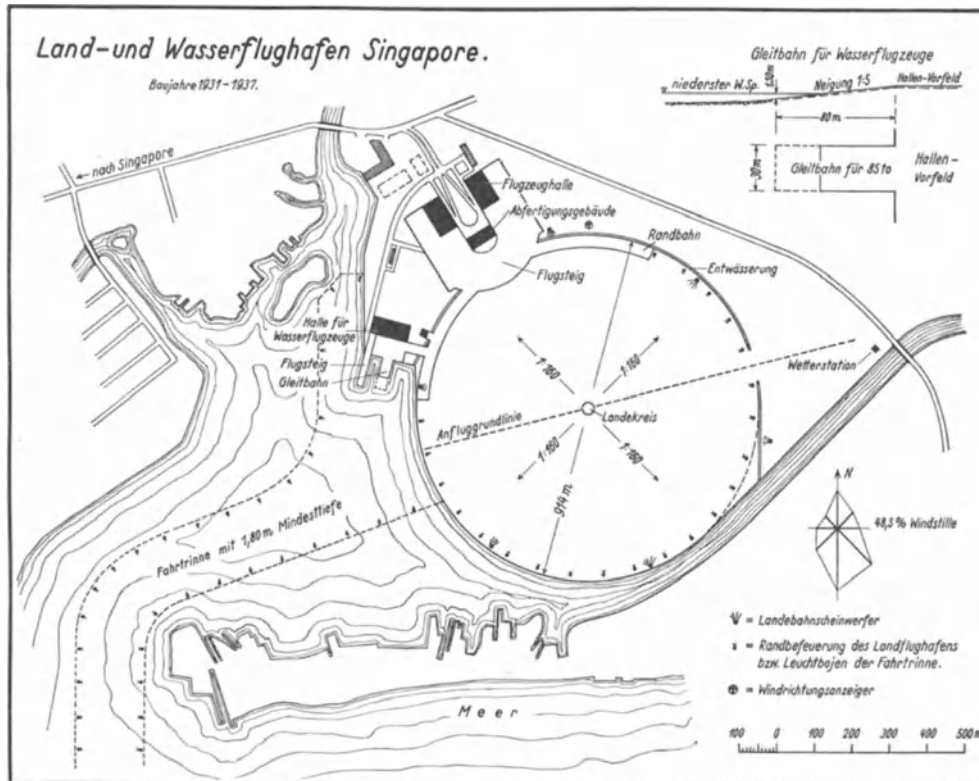 Land- und Wasserflughafen Singapore.
Baujahre 1931-1937.
Gleitbahn für Wasserflugzeuge
niederster W.Sp.
1,50m
Neigung 1:5
Hallen-Vorfeld
80 m.
30 m
Gleitbahn für 85 to
Hallen-
Vorfeld
nach Singapore
Flugzeughalle
Abfertigungsgebäude
Randbahn
Flugsteig
Entwässerung
Halle für
Wasserflugzeuge
Flugsteig
Gleitbahn
Wetterstation
1:160
1:160
Landekreis
Anfluggrundlinie
1:160
1:160
914 m.
N
48,5 % Windstille
Fahrtrinne mit 1,80 m Mindesttiefe
= Landebahnscheinwerfer
= Randbefeuerung des Landflughafens
bzw. Leuchtbojen der Fahrtrinne.
= Windrichtungsanzeiger
Meer
100 0 100 200 300 400 500 m